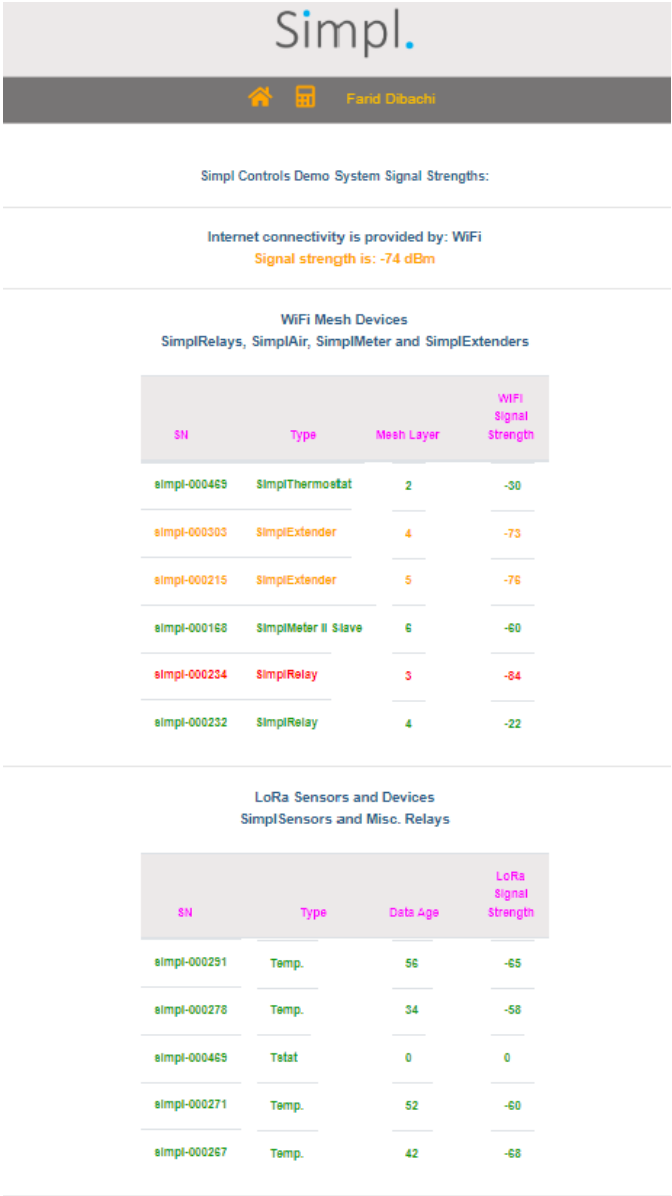 Simpl.
Farid Dibachi
Simpl Controls Demo System Signal Strengths:
Internet connectivity is provided by: WiFi
Signal strength is: -74 dBm
WiFi Mesh Devices
SimplRelays, SimplAir, SimplMeter and SimplExtenders
SN Type Mesh Layer WiFi Signal Strength
simpl-000469 SimplThermostat 2 -30
simpl-000303 SimplExtender 4 -73
simpl-000215 SimplExtender 5 -76
simpl-000168 SimplMeter II Slave 6 -60
simpl-000234 SimplRelay 3 -84
simpl-000232 SimplRelay 4 -22
LoRa Sensors and Devices
SimplSensors and Misc. Relays
SN Type Data Age LoRa Signal Strength
simpl-000291 Temp. 56 -65
simpl-000278 Temp. 34 -58
simpl-000469 Tstat 0 0
simpl-000271 Temp. 52 -60
simpl-000267 Temp. 42 -68